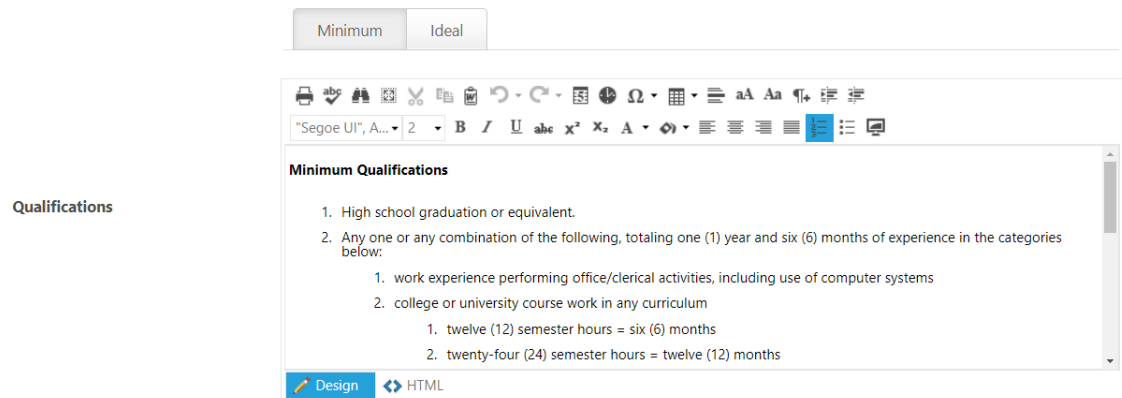 Minimum Ideal
"Segoe UI", A... 2 B I U abc x² X₂ A
Minimum Qualifications
Qualifications
1. High school graduation or equivalent.
2. Any one or any combination of the following, totaling one (1) year and six (6) months of experience in the categories
below:
1. work experience performing office/clerical activities, including use of computer systems
2. college or university course work in any curriculum
1. twelve (12) semester hours = six (6) months
2. twenty-four (24) semester hours = twelve (12) months
Design HTML